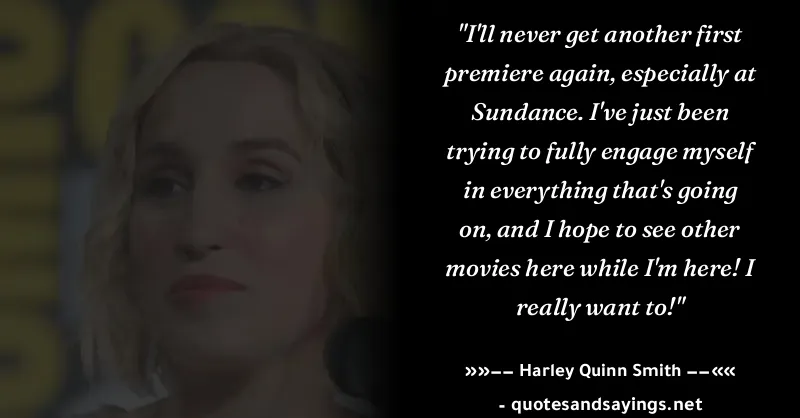 "I'll never get another first
premiere again, especially at
Sundance. I've just been
trying to fully engage myself
in everything that's going
on, and I hope to see other
movies here while I'm here! I
really want to!"
»»−− Harley Quinn Smith −−««
- quotesandsayings.net